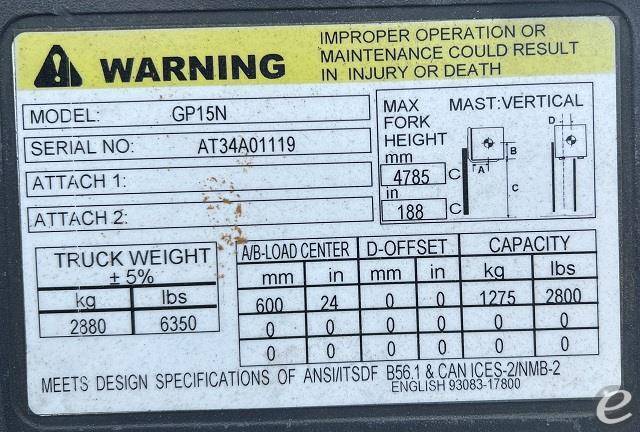 WARNING
IMPROPER OPERATION OR
MAINTENANCE COULD RESULT
IN INJURY OR DEATH
MODEL: GP15N
SERIAL NO: AT34A01119
ATTACH 1:
ATTACH 2:
MAX FORK HEIGHT
MAST:VERTICAL
mm
4785 C
in
188 C
A
B
C
D
TRUCK WEIGHT
± 5%
kg lbs
2880 6350
A/B-LOAD CENTER D-OFFSET CAPACITY
mm in mm in kg lbs
600 24 0 0 1275 2800
0 0 0 0 0 0
0 0 0 0 0 0
MEETS DESIGN SPECIFICATIONS OF ANSI/ITSDF B56.1 & CAN ICES-2/NMB-2
ENGLISH 93083-17800
e